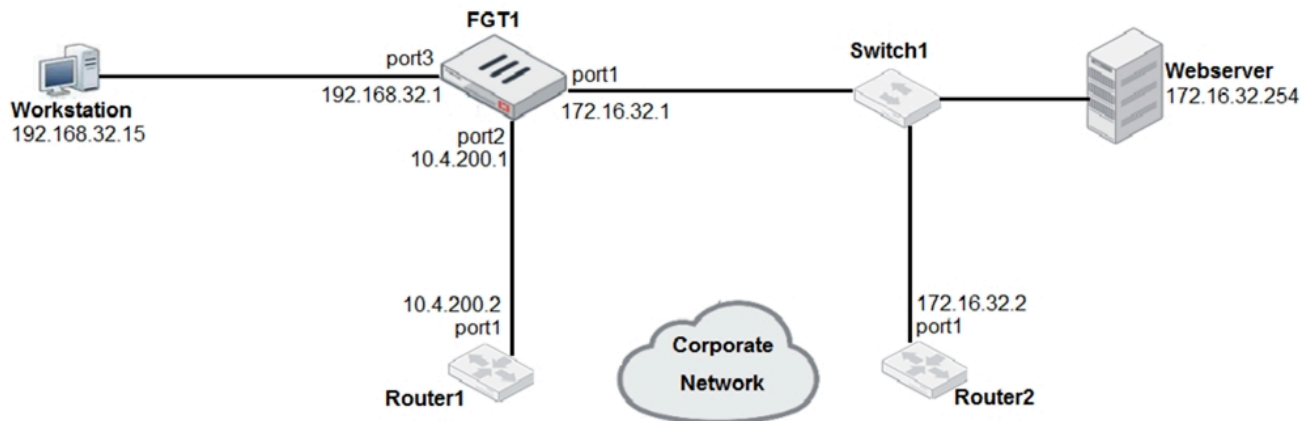 FGT1
port3
192.168.32.1
port1
172.16.32.1
port2
10.4.200.1
Workstation
192.168.32.15
Switch1
Webserver
172.16.32.254
10.4.200.2
port1
Router1
Corporate
Network
172.16.32.2
port1
Router2